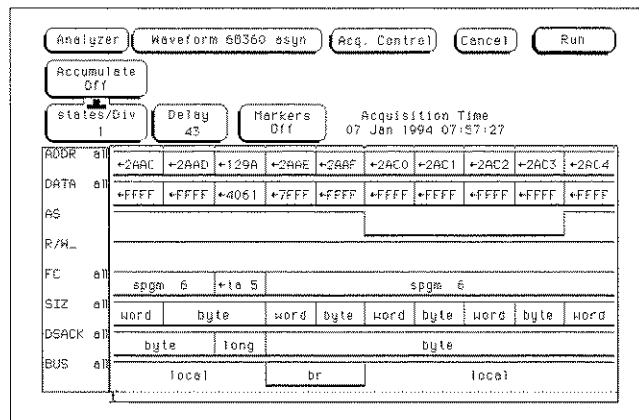 Analyzer Waveform 68360 asyn Acq. Control Cancel Run
Accumulate
Off
states/Div
1
Delay
43
Markers
Off
Acquisition Time
07 Jan 1994 07:57:27
ADDR all ←2AAC ←2AAD ←129A ←2AAE ←2AAF ←2AC0 ←2AC1 ←2AC2 ←2AC3 ←2AC4
DATA all ←FFFF ←FFFF ←4061 ←7FFF ←FFFF ←FFFF ←FFFF ←FFFF ←FFFF ←FFFF
AS
R/W_
FC all spgm 6 ←ta 5 spgm 6
SIZ all word byte word byte word byte word byte word
DSACK all byte long byte
BUS all local br local